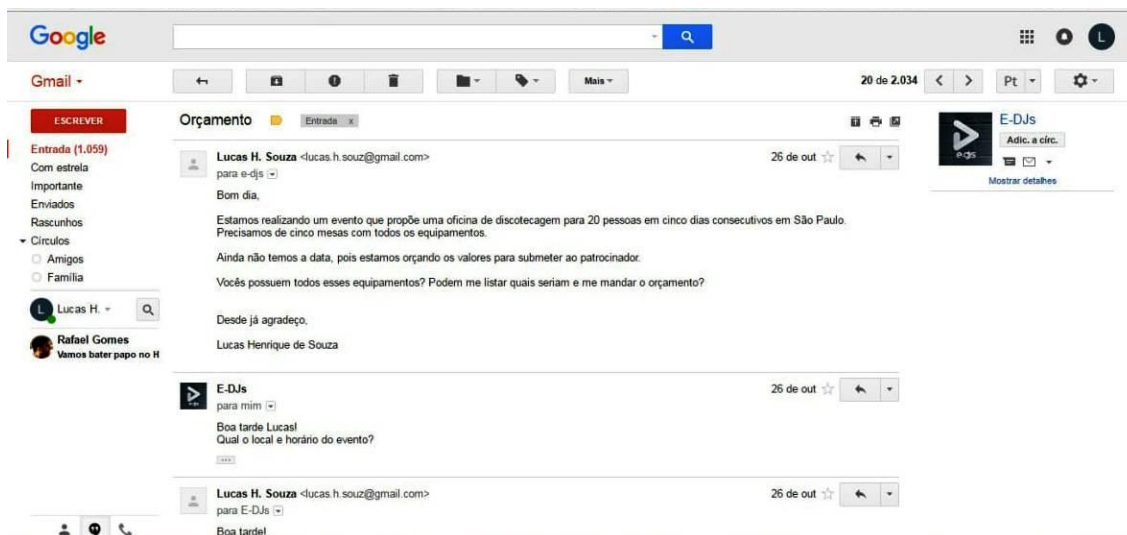 Google
L
Gmail
Mais
20 de 2.034
Pt
ESCREVER
Entrada (1.059)
Com estrela
Importante
Enviados
Rascunhos
Círculos
Amigos
Família
L Lucas H.
Rafael Gomes
Vamos bater papo no H
Orçamento
Entrada x
Lucas H. Souza <lucas.h.souz@gmail.com>
26 de out
para e-djs
Bom dia,
Estamos realizando um evento que propõe uma oficina de discotecagem para 20 pessoas em cinco dias consecutivos em São Paulo.
Precisamos de cinco mesas com todos os equipamentos.
Ainda não temos a data, pois estamos orçando os valores para submeter ao patrocinador.
Vocês possuem todos esses equipamentos? Podem me listar quais seriam e me mandar o orçamento?
Desde já agradeço,
Lucas Henrique de Souza
E-DJs
26 de out
para mim
Boa tarde Lucas!
Qual o local e horário do evento?
...
Lucas H. Souza <lucas.h.souz@gmail.com>
26 de out
para E-DJs
Boa tarde!
e-djs
E-DJs
Adic. a círc.
Mostrar detalhes